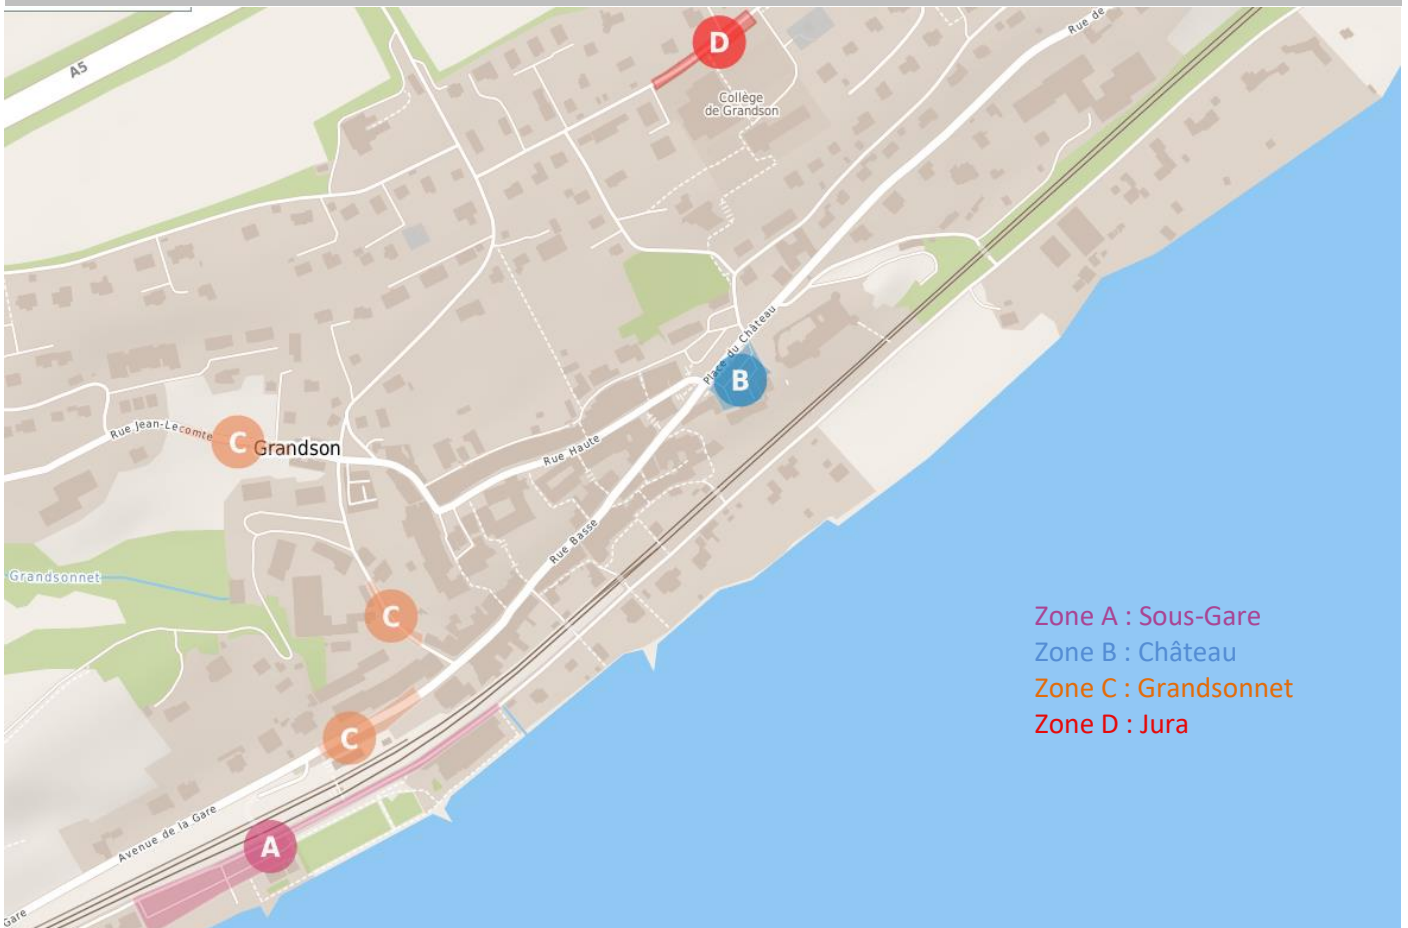 A5
D
Rue de
Collège
de Grandson
Place du Château
B
Rue Jean-Lecomte
C
Grandson
Rue Haute
Rue Basse
Grandsonnet
C
Zone A : Sous-Gare
Zone B : Château
Zone C : Grandsonnet
Zone D : Jura
C
Avenue de la Gare
A
Gare